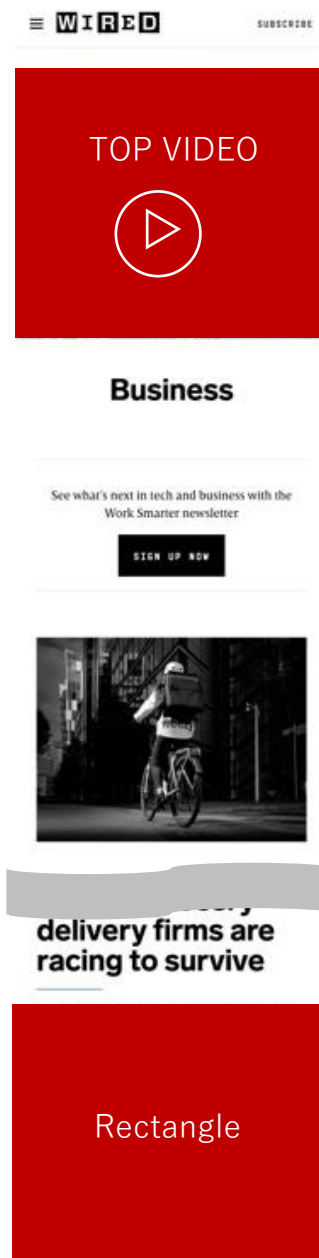 WIRED
SUBSCRIBE
TOP VIDEO
Business
See what's next in tech and business with the
Work Smarter newsletter
SIGN UP NOW
delivery firms are
racing to survive
Rectangle